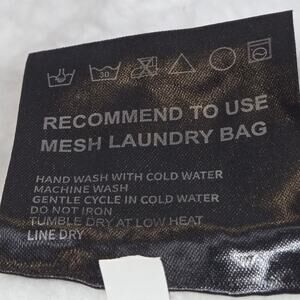 30
RECOMMEND TO USE
MESH LAUNDRY BAG
HAND WASH WITH COLD WATER
MACHINE WASH
GENTLE CYCLE IN COLD WATER
DO NOT IRON
TUMBLE DRY AT LOW HEAT
LINE DRY